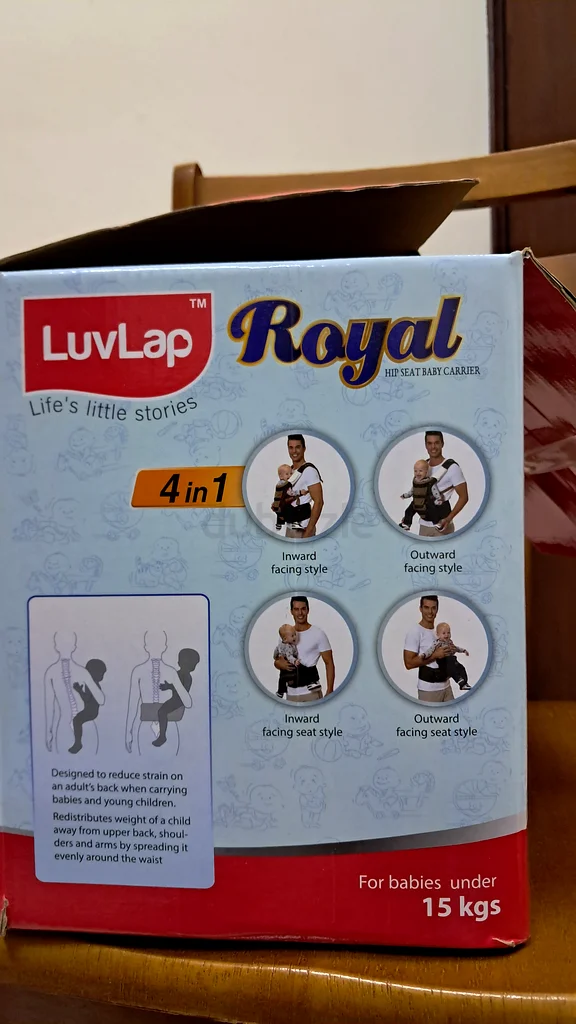 LuvLap™
Life's little stories
Royal
HIP SEAT BABY CARRIER
4 in 1
Inward
facing style
Outward
facing style
Inward
facing seat style
Outward
facing seat style
Designed to reduce strain on
an adult's back when carrying
babies and young children.
Redistributes weight of a child
away from upper back, shoul-
ders and arms by spreading it
evenly around the waist
For babies under
15 kgs
dubizzle